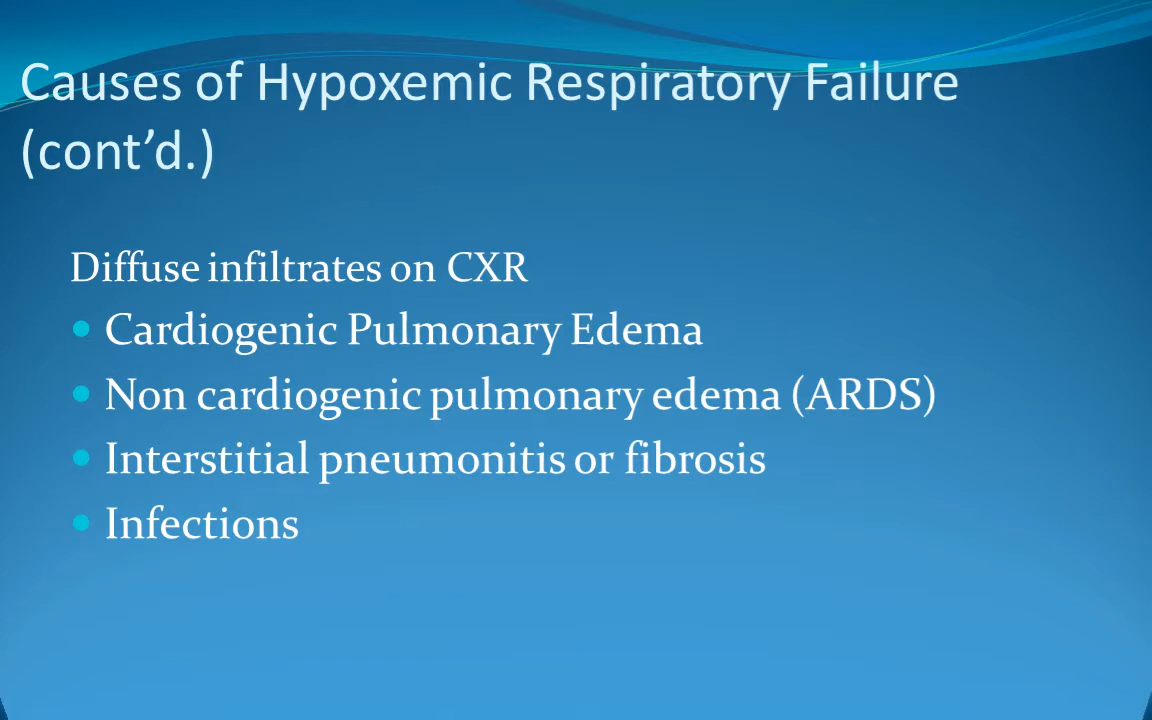 Causes of Hypoxemic Respiratory Failure
(cont’d.)
Diffuse infiltrates on CXR
Cardiogenic Pulmonary Edema
Non cardiogenic pulmonary edema (ARDS)
Interstitial pneumonitis or fibrosis
Infections